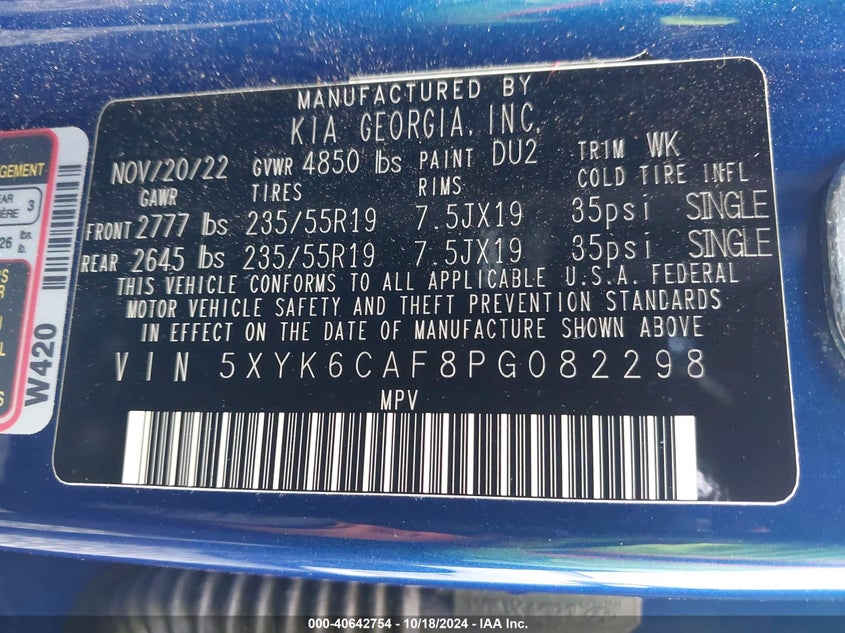 MANUFACTURED BY
KIA GEORGIA, INC.
NOV/20/22 GVWR 4850 lbs PAINT DU2 TRIM WK
GAWR TIRES RIMS COLD TIRE INFL
FRONT 2777 lbs 235/55R19 7.5JX19 35psi SINGLE
REAR 2645 lbs 235/55R19 7.5JX19 35psi SINGLE
THIS VEHICLE CONFORMS TO ALL APPLICABLE U.S.A. FEDERAL
MOTOR VEHICLE SAFETY AND THEFT PREVENTION STANDARDS
IN EFFECT ON THE DATE OF MANUFACTURE SHOWN ABOVE
VIN 5XYK6CAF8PG082298
MPV
3
W420
000-40642754 - 10/18/2024 - IAA Inc.